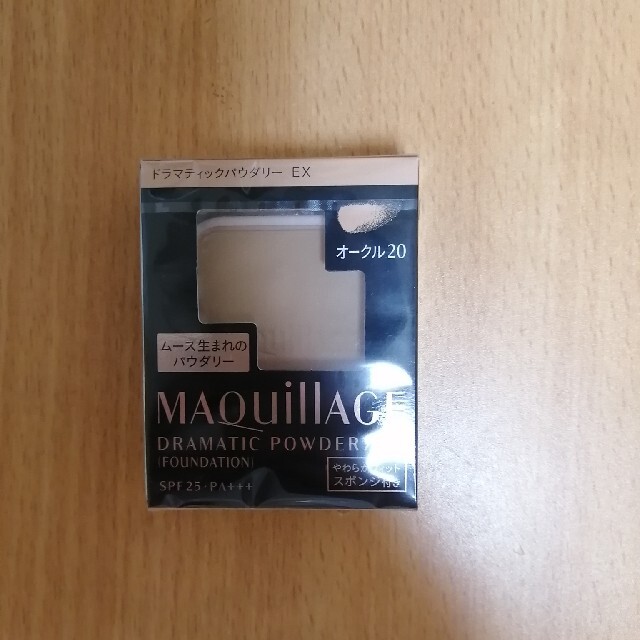 ドラマティックパウダリー EX
オークル20
ムース生まれの
パウダリー
MAQuillAGE
DRAMATIC POWDERY
(FOUNDATION)
SPF25・PA+++
スポンジ付き